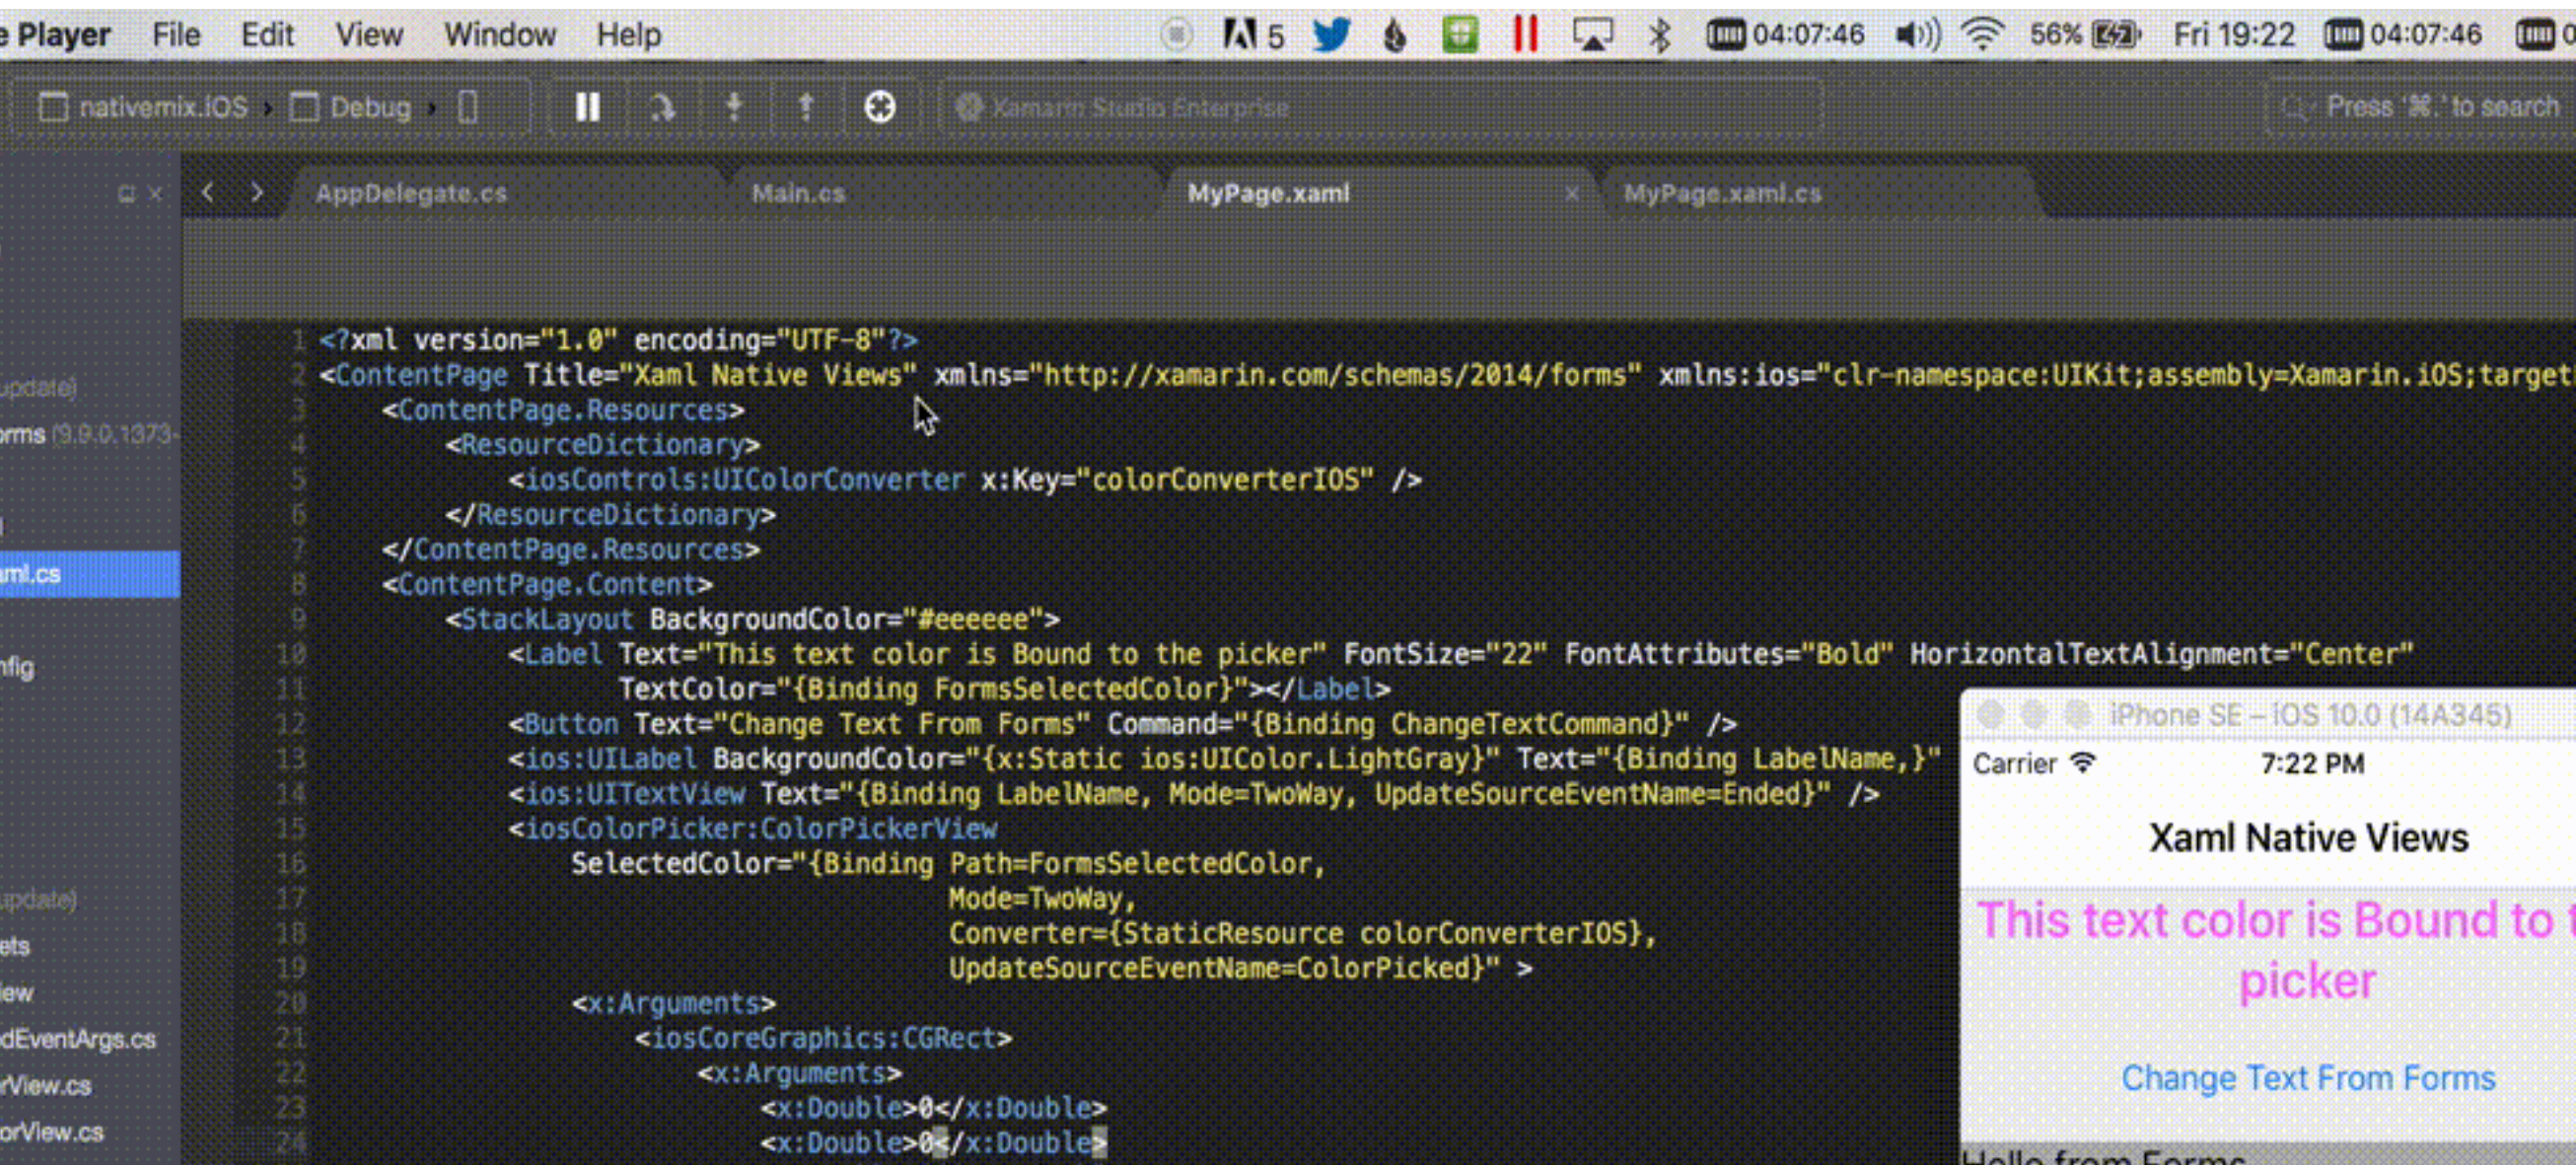 e Player File Edit View Window Help 5 04:07:46 56% Fri 19:22 04:07:46 0
nativemix.iOS Debug Xamarin Studio Enterprise Press '⌘.' to search
AppDelegate.cs Main.cs MyPage.xaml × MyPage.xaml.cs
update)
orms (9.9.0.1373-
aml.cs
nfig
update)
ets
iew
dEventArgs.cs
rView.cs
orView.cs
1 <?xml version="1.0" encoding="UTF-8"?>
2 <ContentPage Title="Xaml Native Views" xmlns="http://xamarin.com/schemas/2014/forms" xmlns:ios="clr-namespace:UIKit;assembly=Xamarin.iOS;target
3 <ContentPage.Resources>
4 <ResourceDictionary>
5 <iosControls:UIColorConverter x:Key="colorConverterIOS" />
6 </ResourceDictionary>
7 </ContentPage.Resources>
8 <ContentPage.Content>
9 <StackLayout BackgroundColor="#eeeeee">
10 <Label Text="This text color is Bound to the picker" FontSize="22" FontAttributes="Bold" HorizontalTextAlignment="Center"
11 TextColor="{Binding FormsSelectedColor}"></Label>
12 <Button Text="Change Text From Forms" Command="{Binding ChangeTextCommand}" />
13 <ios:UILabel BackgroundColor="{x:Static ios:UIColor.LightGray}" Text="{Binding LabelName,}"
14 <ios:UITextView Text="{Binding LabelName, Mode=TwoWay, UpdateSourceEventName=Ended}" />
15 <iosColorPicker:ColorPickerView
16 SelectedColor="{Binding Path=FormsSelectedColor,
17 Mode=TwoWay,
18 Converter={StaticResource colorConverterIOS},
19 UpdateSourceEventName=ColorPicked}" >
20 <x:Arguments>
21 <iosCoreGraphics:CGRect>
22 <x:Arguments>
23 <x:Double>0</x:Double>
24 <x:Double>0</x:Double>
iPhone SE – iOS 10.0 (14A345)
Carrier 7:22 PM
Xaml Native Views
This text color is Bound to t
picker
Change Text From Forms
Hello from Forms